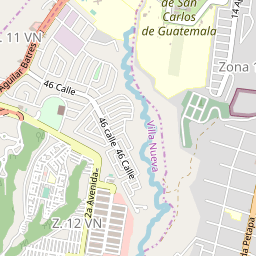 de San
Carlos
de Guatemala
14 A
Z. 11 VN
Aguilar Batres
46 Calle
Zona 1
46 calle
46 Calle
Villa Nueva
2a Avenida
Z. 12 VN
da Petapa